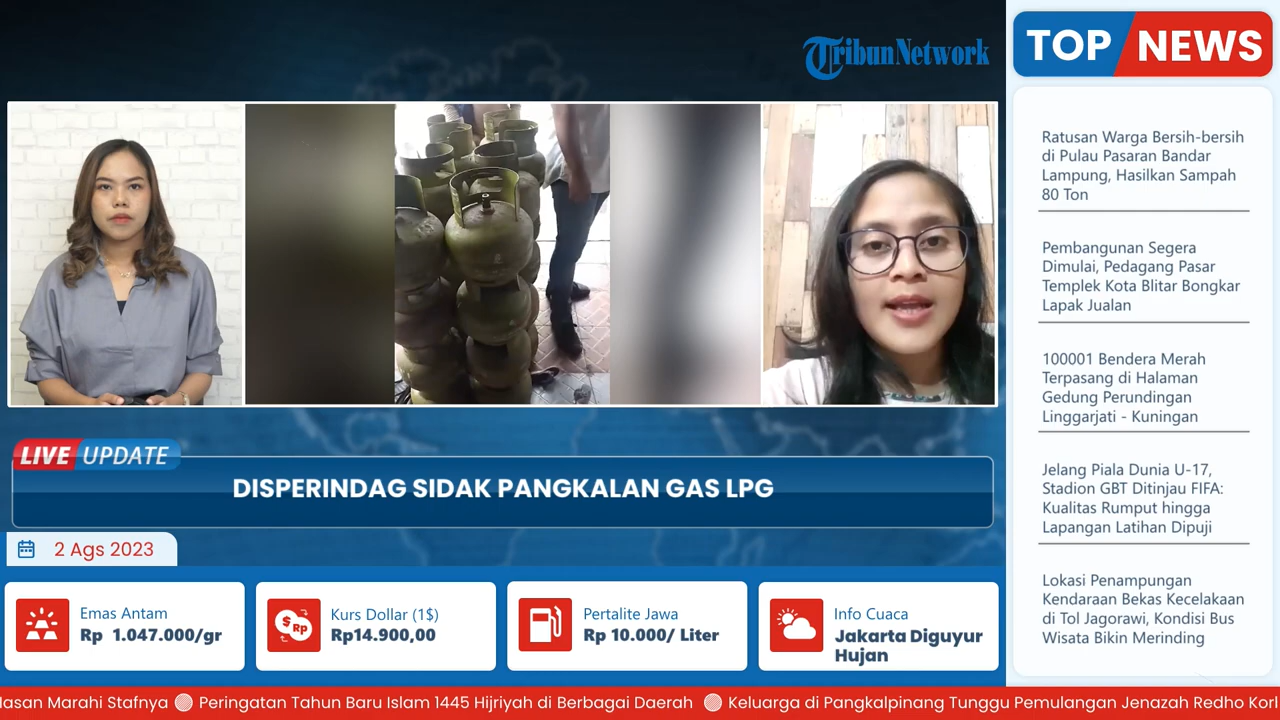 TribunNetwork
TOP NEWS
Ratusan Warga Bersih-bersih
di Pulau Pasaran Bandar
Lampung, Hasilkan Sampah
80 Ton
Pembangunan Segera
Dimulai, Pedagang Pasar
Templek Kota Blitar Bongkar
Lapak Jualan
100001 Bendera Merah
Terpasang di Halaman
Gedung Perundingan
Linggarjati - Kuningan
Jelang Piala Dunia U-17,
Stadion GBT Ditinjau FIFA:
Kualitas Rumput hingga
Lapangan Latihan Dipuji
Lokasi Penampungan
Kendaraan Bekas Kecelakaan
di Tol Jagorawi, Kondisi Bus
Wisata Bikin Merinding
LIVE UPDATE
DISPERINDAG SIDAK PANGKALAN GAS LPG
2 Ags 2023
Emas Antam
Rp 1.047.000/gr
Kurs Dollar (1$)
Rp14.900,00
$ Rp
Pertalite Jawa
Rp 10.000/ Liter
Info Cuaca
Jakarta Diguyur
Hujan
Marahi Stafnya Peringatan Tahun Baru Islam 1445 Hijriyah di Berbagai Daerah Keluarga di Pangkalpinang Tunggu Pemulangan Jenazah Redho